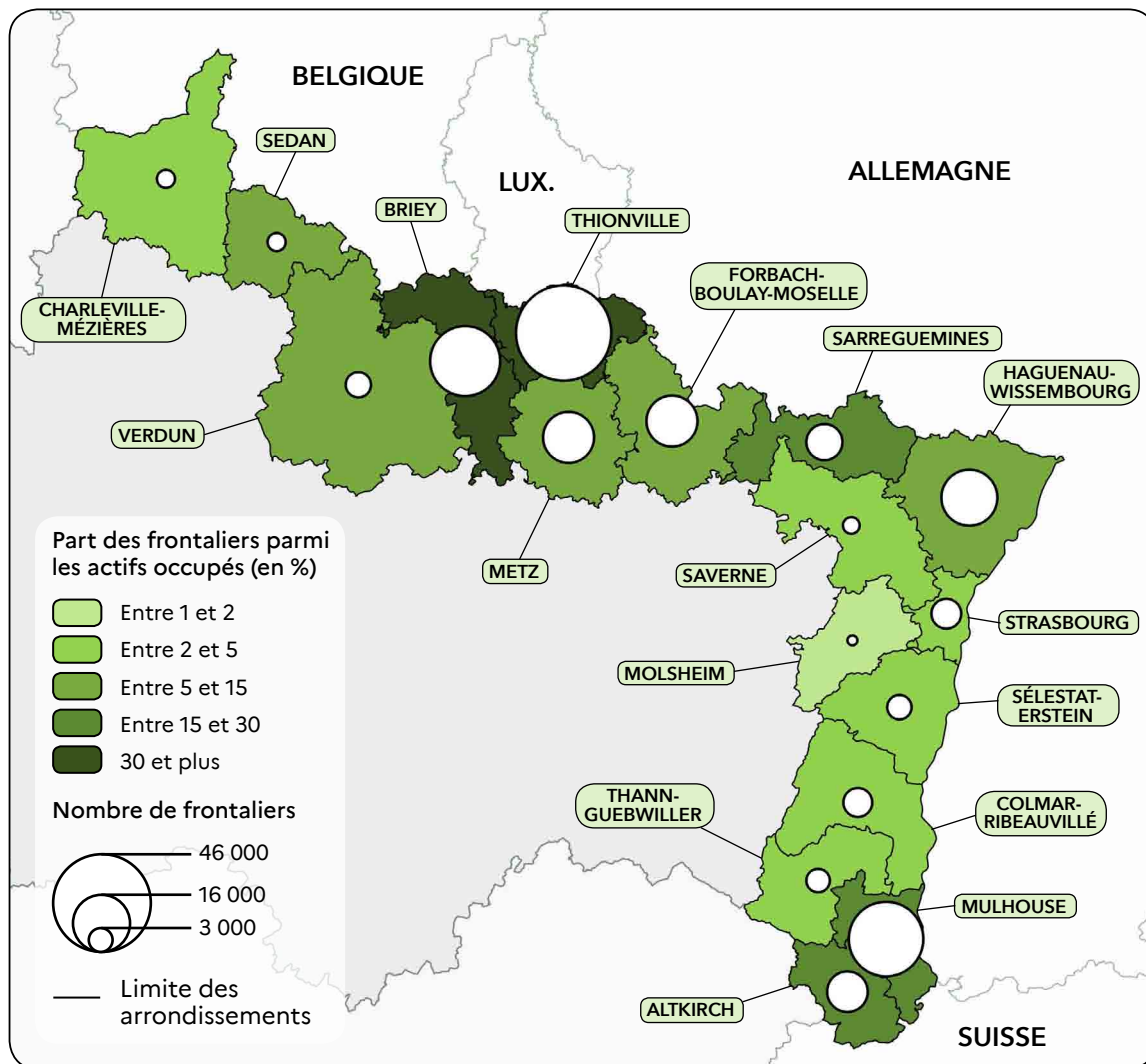 BELGIQUE
SEDAN
LUX.
ALLEMAGNE
BRIEY
THIONVILLE
FORBACH-
BOULAY-MOSELLE
CHARLEVILLE-
MÉZIÈRES
SARREGUEMINES
HAGUENAU-
WISSEMBOURG
VERDUN
METZ
SAVERNE
STRASBOURG
MOLSHEIM
SÉLESTAT-
ERSTEIN
THANN-
GUEBWILLER
COLMAR-
RIBEAUVILLÉ
MULHOUSE
ALTKIRCH
SUISSE
Part des frontaliers parmi
les actifs occupés (en %)
Entre 1 et 2
Entre 2 et 5
Entre 5 et 15
Entre 15 et 30
30 et plus
Nombre de frontaliers
46 000
16 000
3 000
Limite des
arrondissements